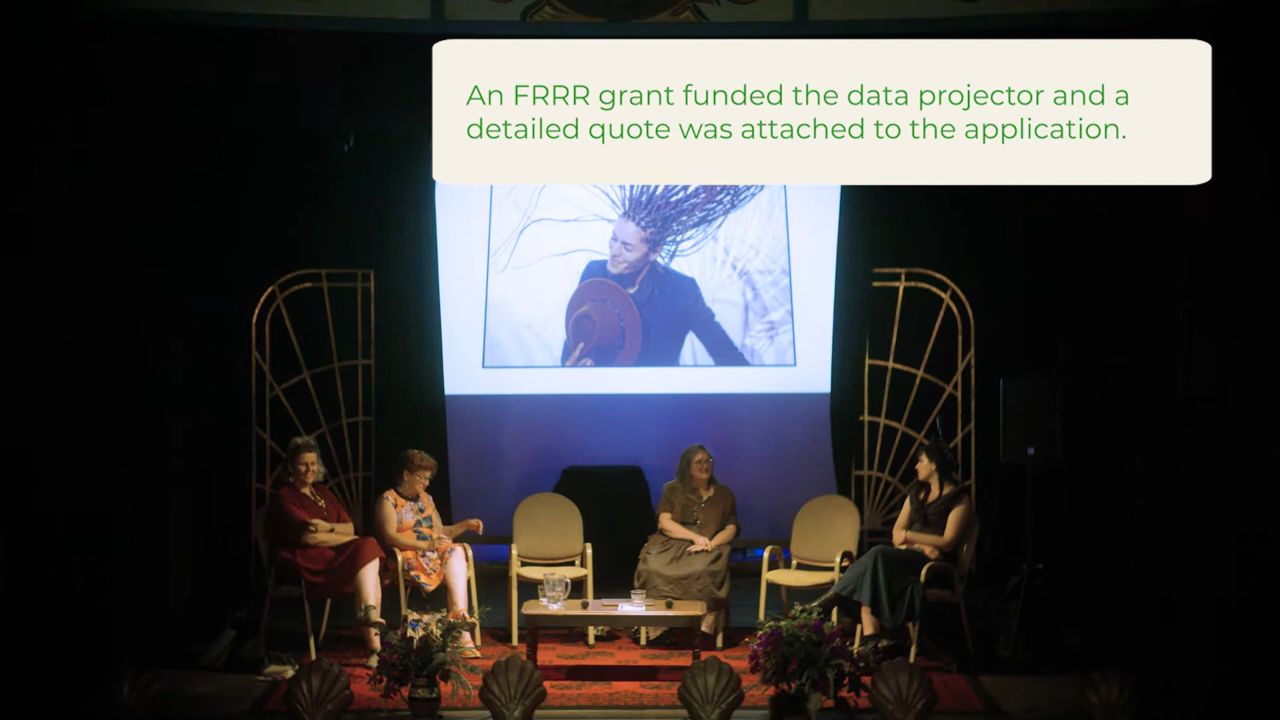 An FRRR grant funded the data projector and a
detailed quote was attached to the application.